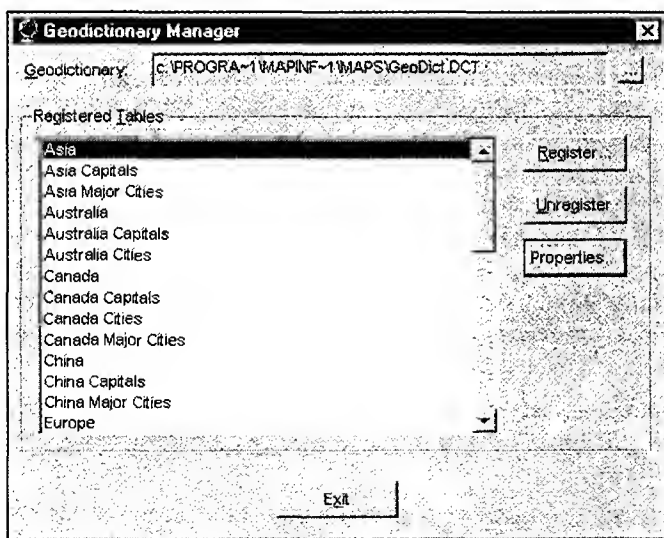 Geodictionary Manager
Geodictionary: c:\PROGRA~1\MAPINF~1\MAPS\GeoDict.DCT ...
Registered Tables
Asia
Asia Capitals
Asia Major Cities
Australia
Australia Capitals
Australia Cities
Canada
Canada Capitals
Canada Cities
Canada Major Cities
China
China Capitals
China Major Cities
Europe
Register...
Unregister
Properties...
Exit